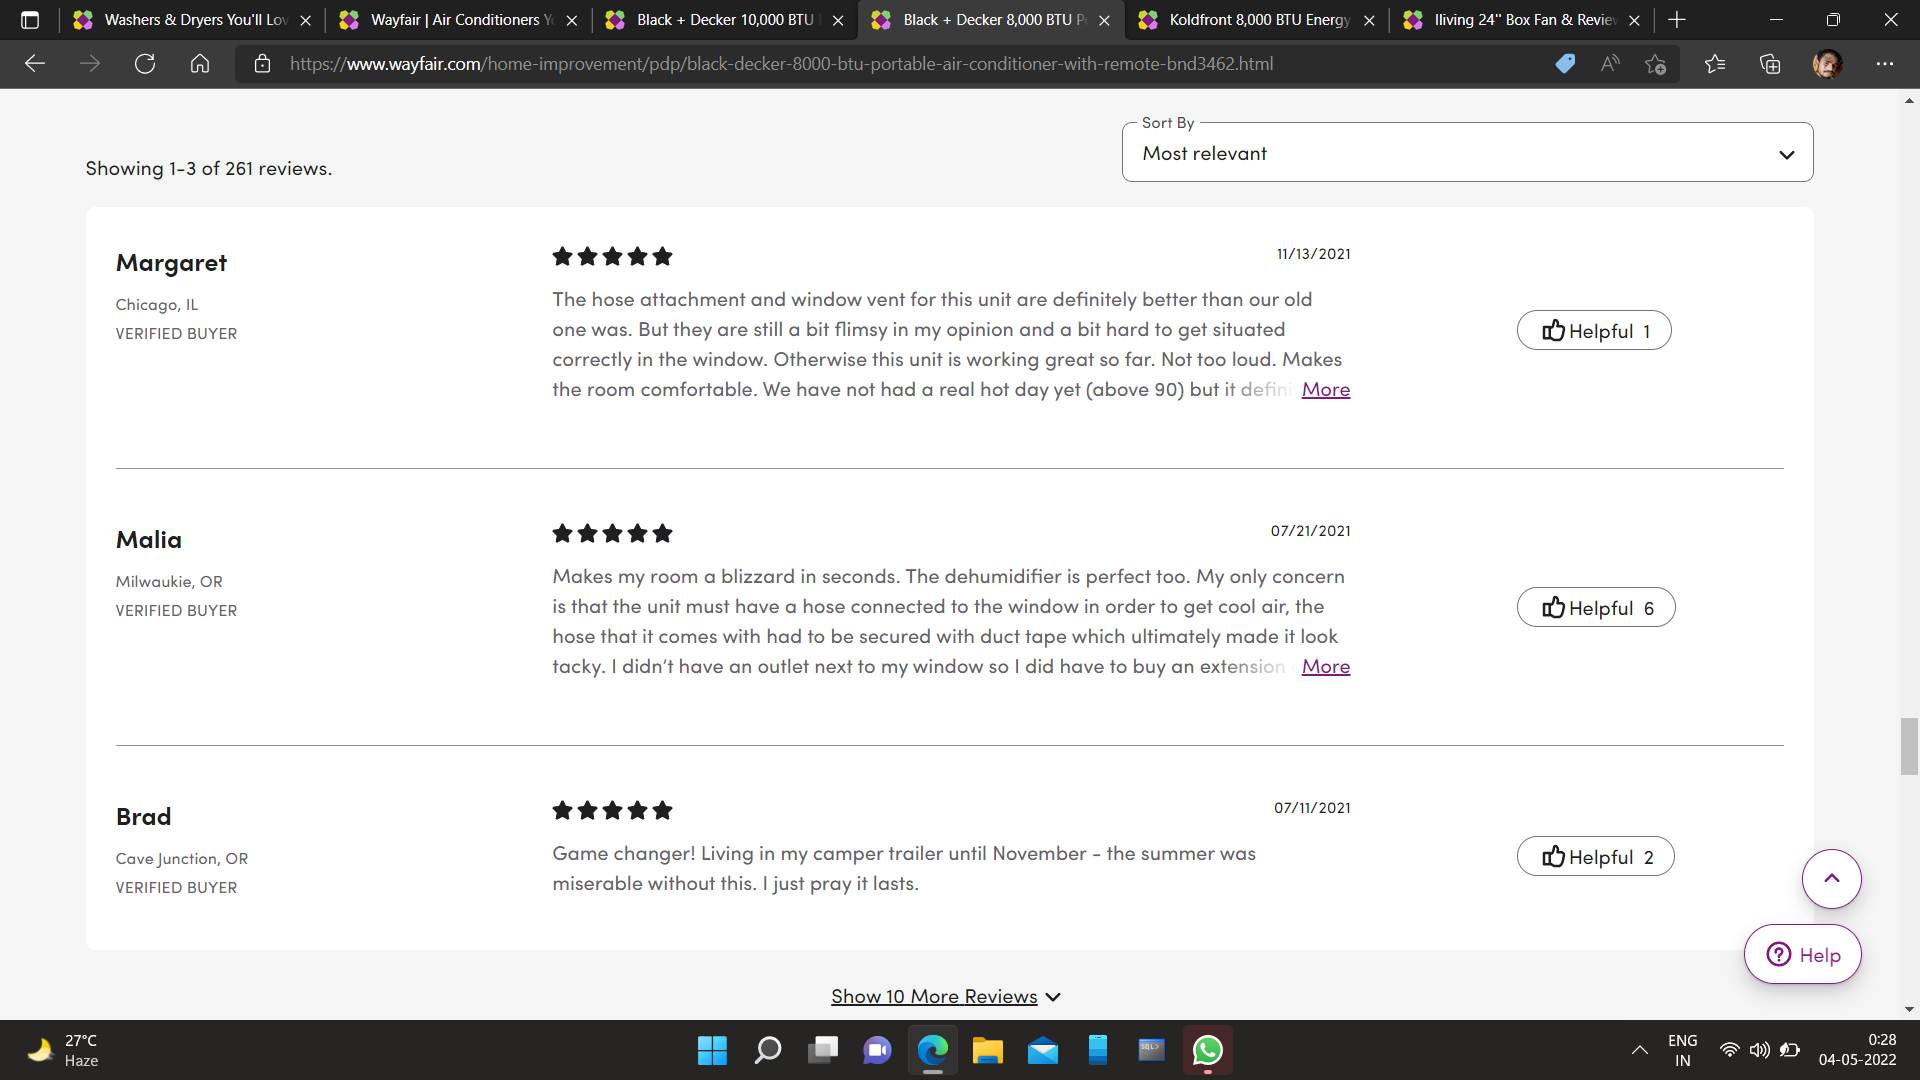 Washers & Dryers You'll Lov
Wayfair | Air Conditioners Yo
Black + Decker 10,000 BTU
Black + Decker 8,000 BTU P
Koldfront 8,000 BTU Energy
Iliving 24'' Box Fan & Review
https://www.wayfair.com/home-improvement/pdp/black-decker-8000-btu-portable-air-conditioner-with-remote-bnd3462.html
Sort By
Most relevant
Showing 1-3 of 261 reviews.
Margaret
Chicago, IL
VERIFIED BUYER
11/13/2021
The hose attachment and window vent for this unit are definitely better than our old
one was. But they are still a bit flimsy in my opinion and a bit hard to get situated
correctly in the window. Otherwise this unit is working great so far. Not too loud. Makes
the room comfortable. We have not had a real hot day yet (above 90) but it defini More
Helpful 1
Malia
Milwaukie, OR
VERIFIED BUYER
07/21/2021
Makes my room a blizzard in seconds. The dehumidifier is perfect too. My only concern
is that the unit must have a hose connected to the window in order to get cool air, the
hose that it comes with had to be secured with duct tape which ultimately made it look
tacky. I didn't have an outlet next to my window so I did have to buy an extension More
Helpful 6
Brad
Cave Junction, OR
VERIFIED BUYER
07/11/2021
Game changer! Living in my camper trailer until November - the summer was
miserable without this. I just pray it lasts.
Helpful 2
Help
Show 10 More Reviews
27°C
Haze
SQL>
ENG
IN
0:28
04-05-2022